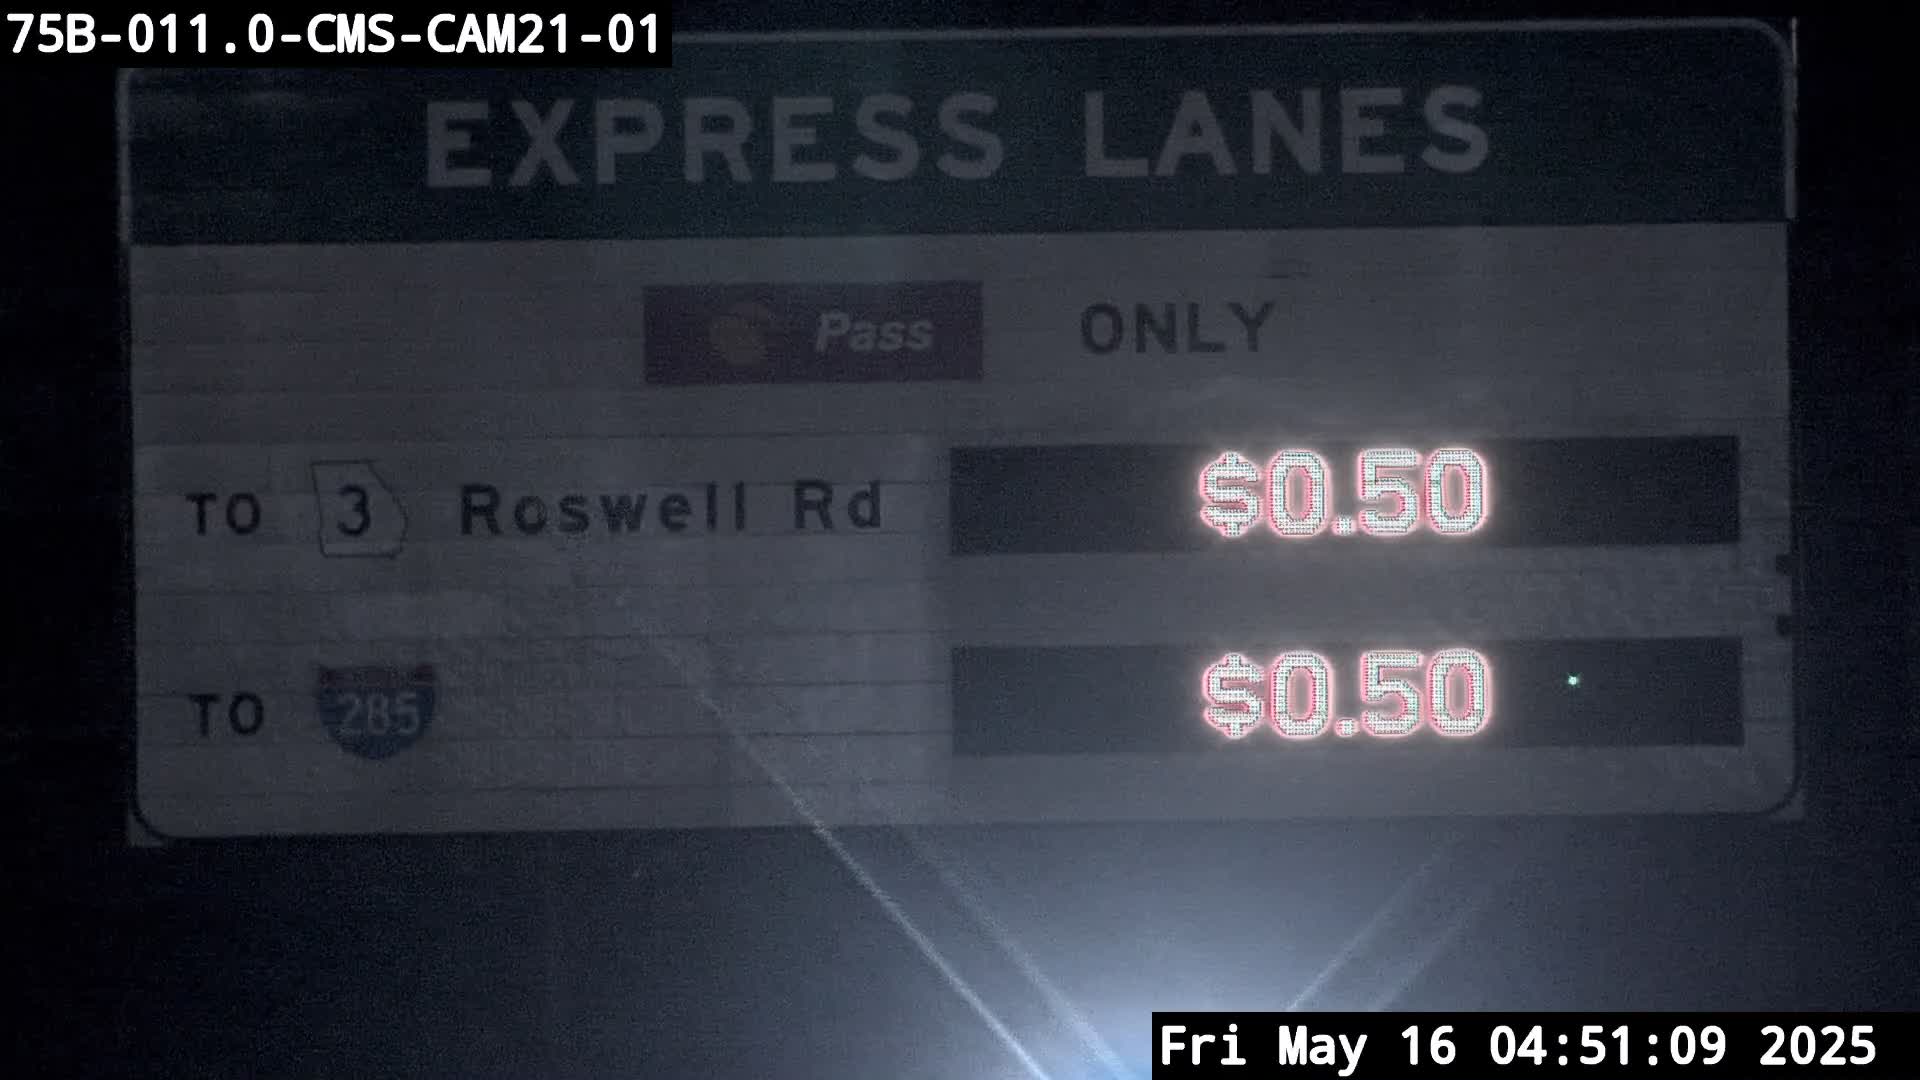 75B-011.0-CMS-CAM21-01
EXPRESS LANES
Pass ONLY
TO 3 Roswell Rd $0.50
TO 285 $0.50
Fri May 16 04:51:09 2025